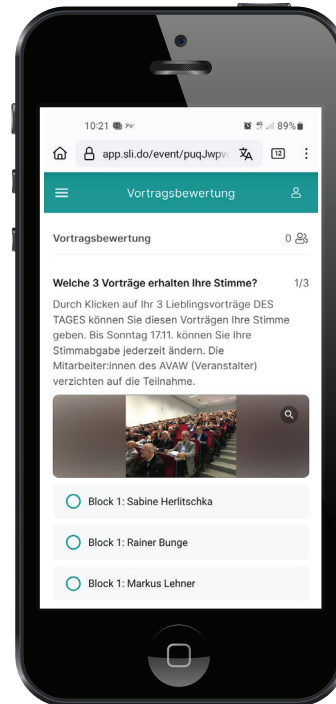 10:21
89%
app.sli.do/event/puqJwpv
12
Vortragsbewertung
Vortragsbewertung 0
Welche 3 Vorträge erhalten Ihre Stimme? 1/3
Durch Klicken auf Ihr 3 Lieblingsvorträge DES
TAGES können Sie diesen Vorträgen Ihre Stimme
geben. Bis Sonntag 17.11. können Sie Ihre
Stimmabgabe jederzeit ändern. Die
Mitarbeiter:innen des AVAW (Veranstalter)
verzichten auf die Teilnahme.
Block 1: Sabine Herlitschka
Block 1: Rainer Bunge
Block 1: Markus Lehner